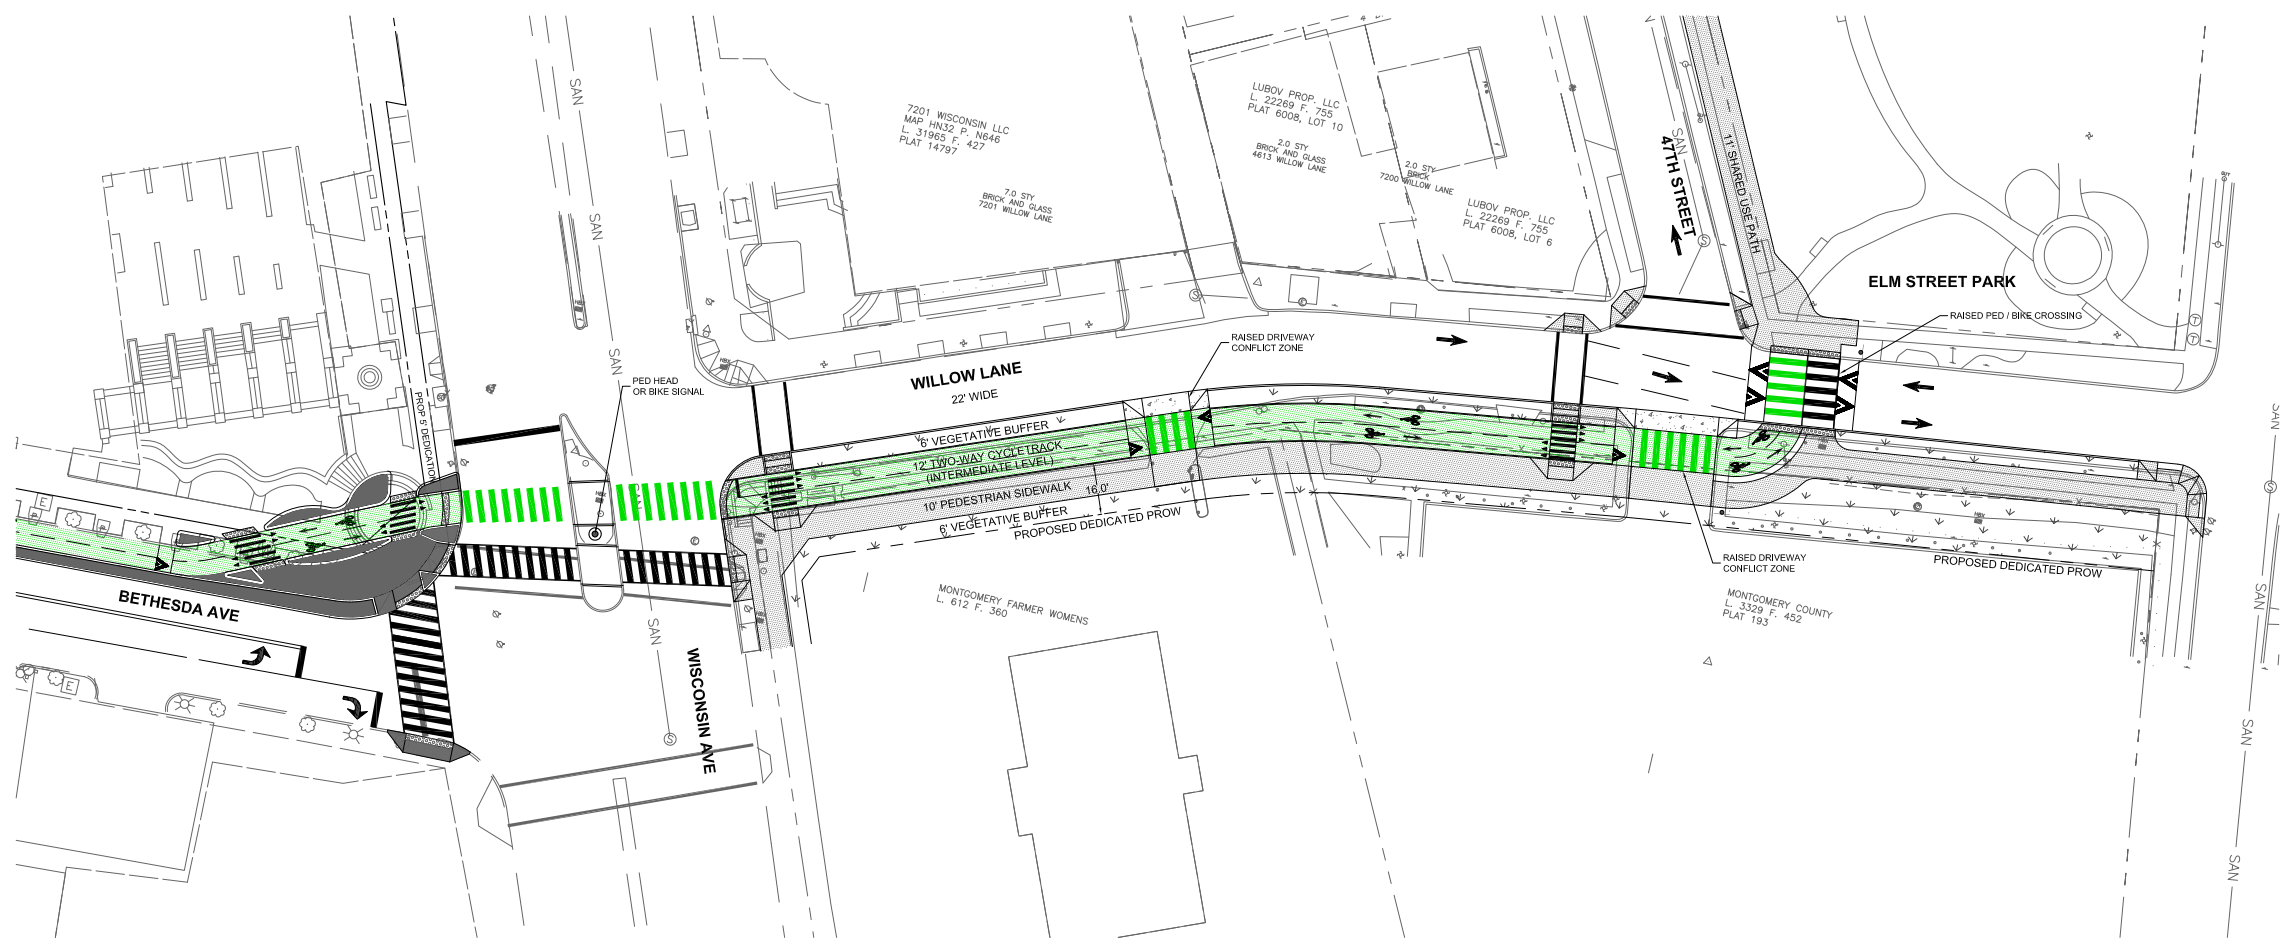 SAN
SAN
SAN
SAN
SAN
7201 WISCONSIN LLC
MAP HN32 P. N646
L. 31965 F. 427
PLAT 14797
7.0 STY
BRICK AND GLASS
7201 WILLOW LANE
LUBOV PROP. LLC
L. 22269 F. 755
PLAT 6008, LOT 10
2.0 STY
BRICK AND GLASS
4613 WILLOW LANE
2.0 STY
BRICK
7200 WILLOW LANE
LUBOV PROP. LLC
L. 22269 F. 755
PLAT 6008, LOT 6
SAN
47TH STREET
S
11' SHARED USE PATH
ELM STREET PARK
RAISED PED / BIKE CROSSING
T
T
S
RAISED DRIVEWAY
CONFLICT ZONE
WILLOW LANE
22' WIDE
PED HEAD
OR BIKE SIGNAL
PROP 5' DEDICATION
6' VEGETATIVE BUFFER
12' TWO-WAY CYCLETRACK
(INTERMEDIATE LEVEL)
10' PEDESTRIAN SIDEWALK
16.0'
6' VEGETATIVE BUFFER
PROPOSED DEDICATED PROW
RAISED DRIVEWAY
CONFLICT ZONE
PROPOSED DEDICATED PROW
BETHESDA AVE
WISCONSIN AVE
MONTGOMERY FARMER WOMENS
L. 612 F. 360
MONTGOMERY COUNTY
L. 3329 F. 452
PLAT 193
E
E
S
S
SAN
SAN
SAN
SAN